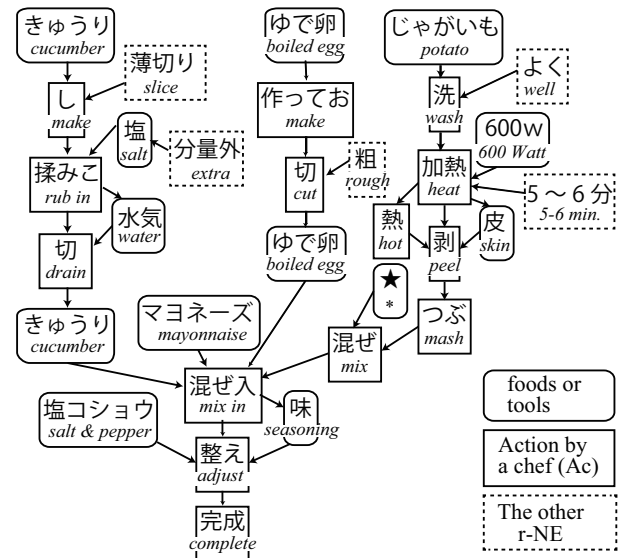 きゅうり
cucumber
薄切り
slice
し
make
塩
salt
分量外
extra
揉みこ
rub in
水気
water
切
drain
きゅうり
cucumber
ゆで卵
boiled egg
作ってお
make
切
cut
粗
rough
ゆで卵
boiled egg
じゃがいも
potato
よく
well
洗
wash
600w
600 Watt
加熱
heat
5～6分
5-6 min.
熱
hot
皮
skin
剥
peel
★
*
つぶ
mash
混ぜ
mix
マヨネーズ
mayonnaise
混ぜ入
mix in
塩コショウ
salt & pepper
味
seasoning
整え
adjust
完成
complete
foods or
tools
Action by
a chef (Ac)
The other
r-NE